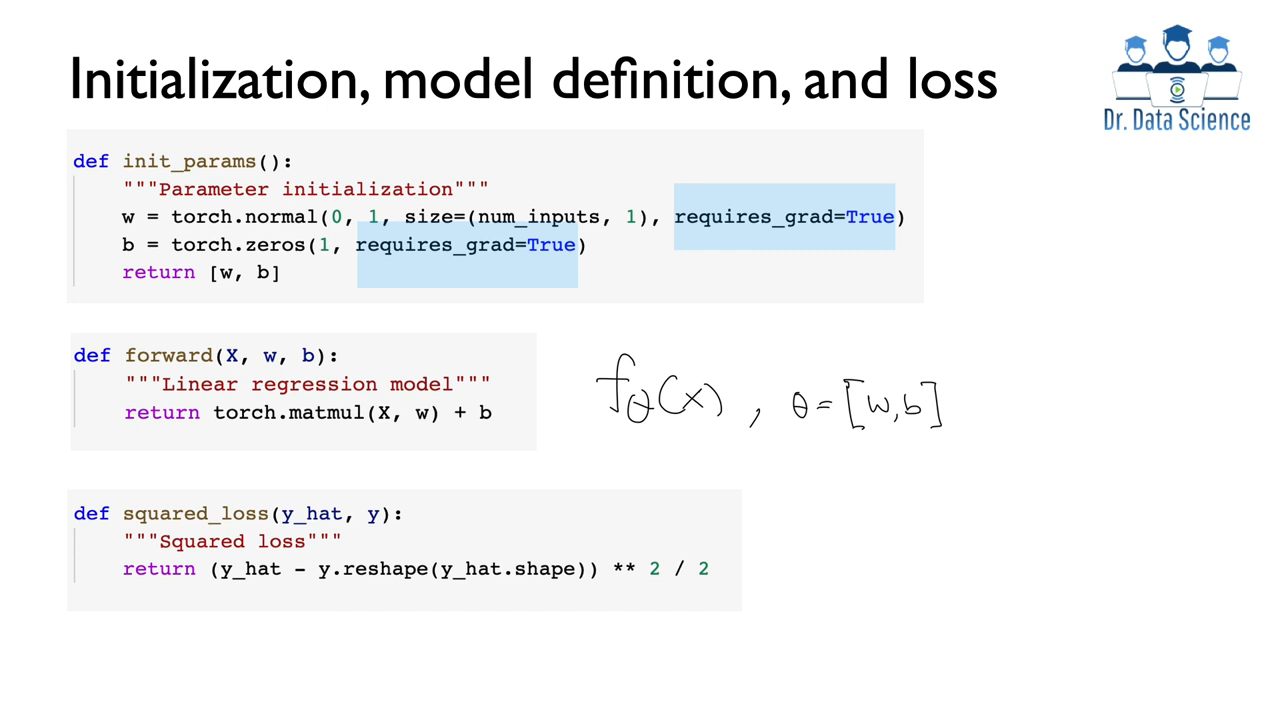 Initialization, model definition, and loss
Dr. Data Science
def init_params():
"""Parameter initialization"""
w = torch.normal(0, 1, size=(num_inputs, 1), requires_grad=True)
b = torch.zeros(1, requires_grad=True)
return [w, b]
def forward(X, w, b):
"""Linear regression model"""
return torch.matmul(X, w) + b
fθ(x) , θ = [w, b]
def squared_loss(y_hat, y):
"""Squared loss"""
return (y_hat - y.reshape(y_hat.shape)) ** 2 / 2